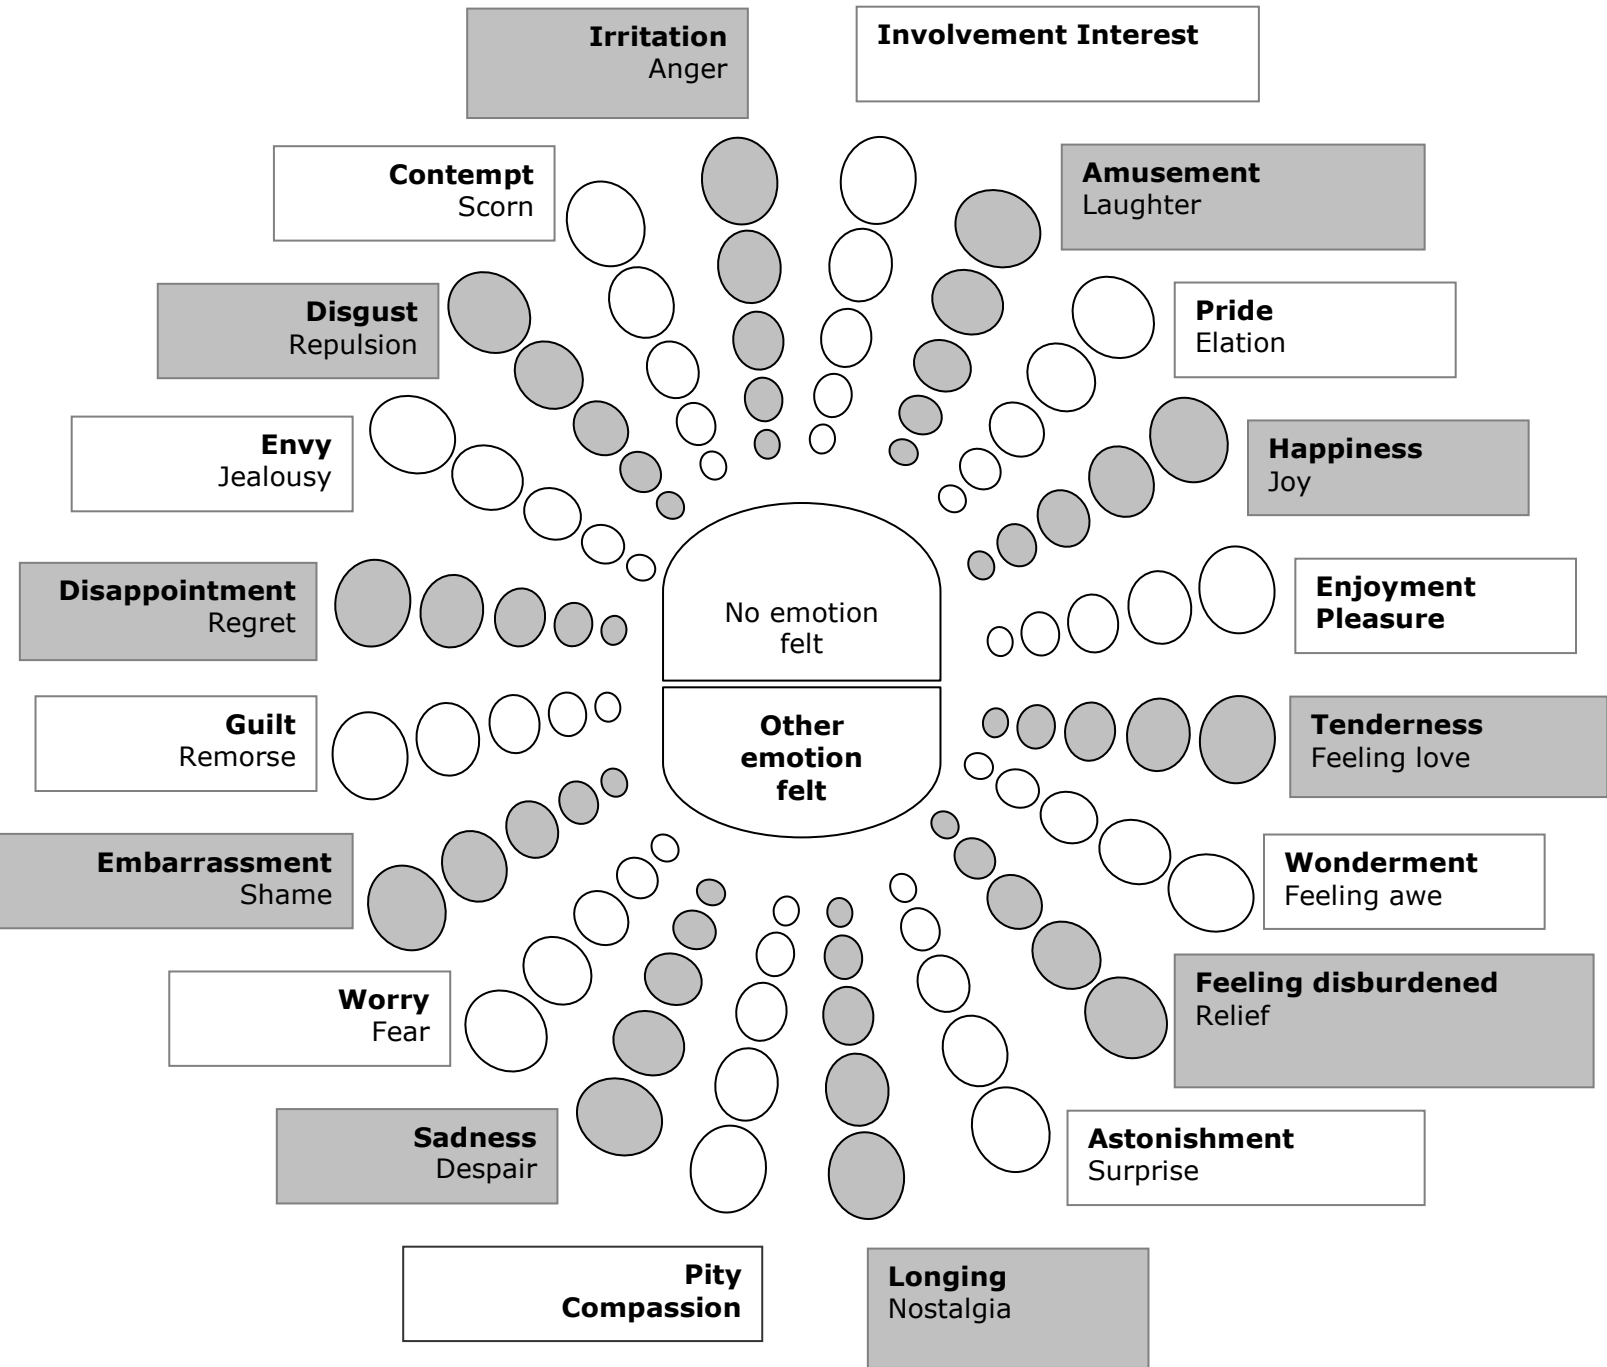 Irritation
Anger
Involvement Interest
Contempt
Scorn
Amusement
Laughter
Disgust
Repulsion
Pride
Elation
Envy
Jealousy
Happiness
Joy
Disappointment
Regret
No emotion
felt
Enjoyment
Pleasure
Guilt
Remorse
Other
emotion
felt
Tenderness
Feeling love
Embarrassment
Shame
Wonderment
Feeling awe
Worry
Fear
Feeling disburdened
Relief
Sadness
Despair
Astonishment
Surprise
Pity
Compassion
Longing
Nostalgia